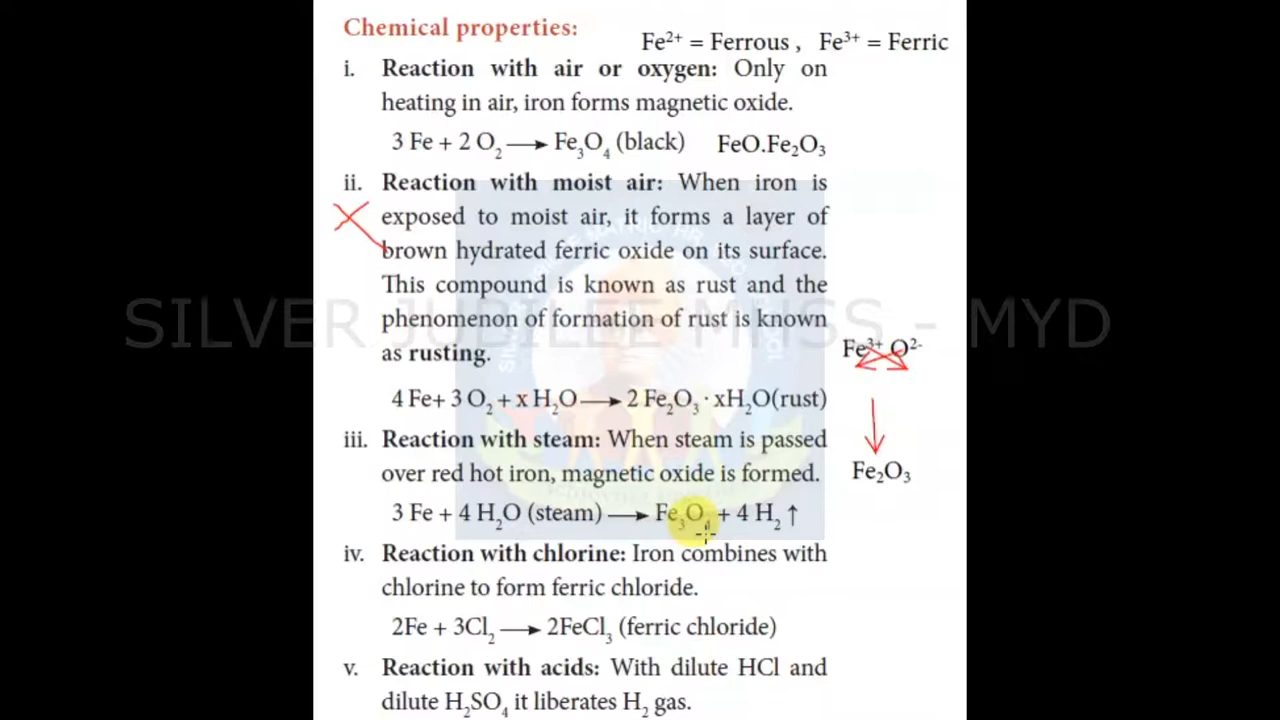 Chemical properties:
Fe²⁺ = Ferrous , Fe³⁺ = Ferric
i. Reaction with air or oxygen: Only on
heating in air, iron forms magnetic oxide.
3 Fe + 2 O₂ ⟶ Fe₃O₄ (black) FeO.Fe₂O₃
ii. Reaction with moist air: When iron is
exposed to moist air, it forms a layer of
brown hydrated ferric oxide on its surface.
This compound is known as rust and the
phenomenon of formation of rust is known
as rusting.
SILVER JUBILEE MHSS - MYD
Fe³⁺ O²⁻
4 Fe+ 3 O₂ + x H₂O ⟶ 2 Fe₂O₃ · xH₂O(rust)
iii. Reaction with steam: When steam is passed
over red hot iron, magnetic oxide is formed.
Fe₂O₃
3 Fe + 4 H₂O (steam) ⟶ Fe₃O₄ + 4 H₂ ↑
iv. Reaction with chlorine: Iron combines with
chlorine to form ferric chloride.
2Fe + 3Cl₂ ⟶ 2FeCl₃ (ferric chloride)
v. Reaction with acids: With dilute HCl and
dilute H₂SO₄ it liberates H₂ gas.